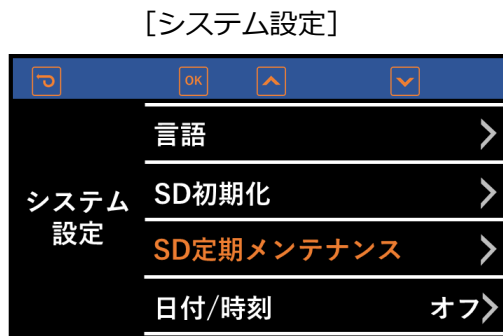 [システム設定]
OK
言語
SD初期化
システム
設定
SD定期メンテナンス
日付/時刻 オフ